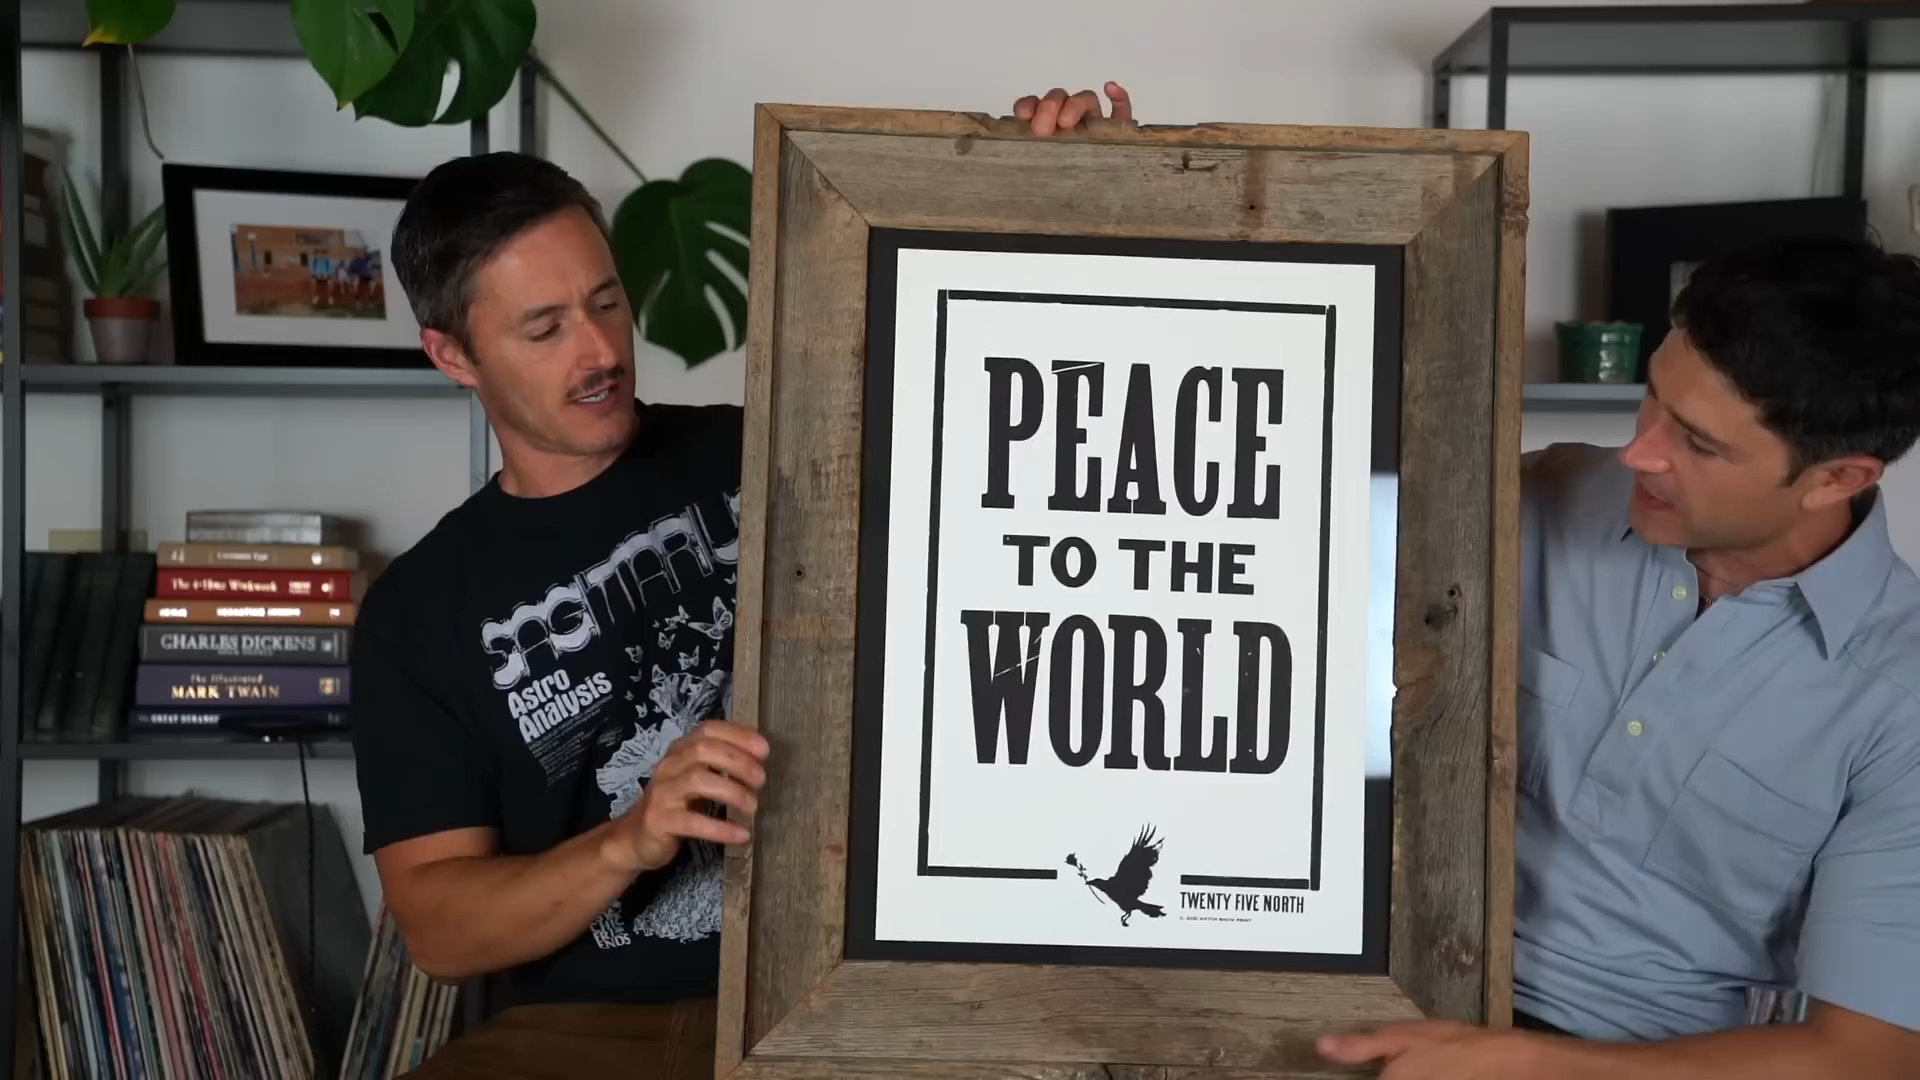 PEACE
TO THE
WORLD
TWENTY FIVE NORTH
SAGITTARIU
Astro
Analysis
The 4-Hour Workweek
CHARLES DICKENS
The Illustrated
MARK TWAIN